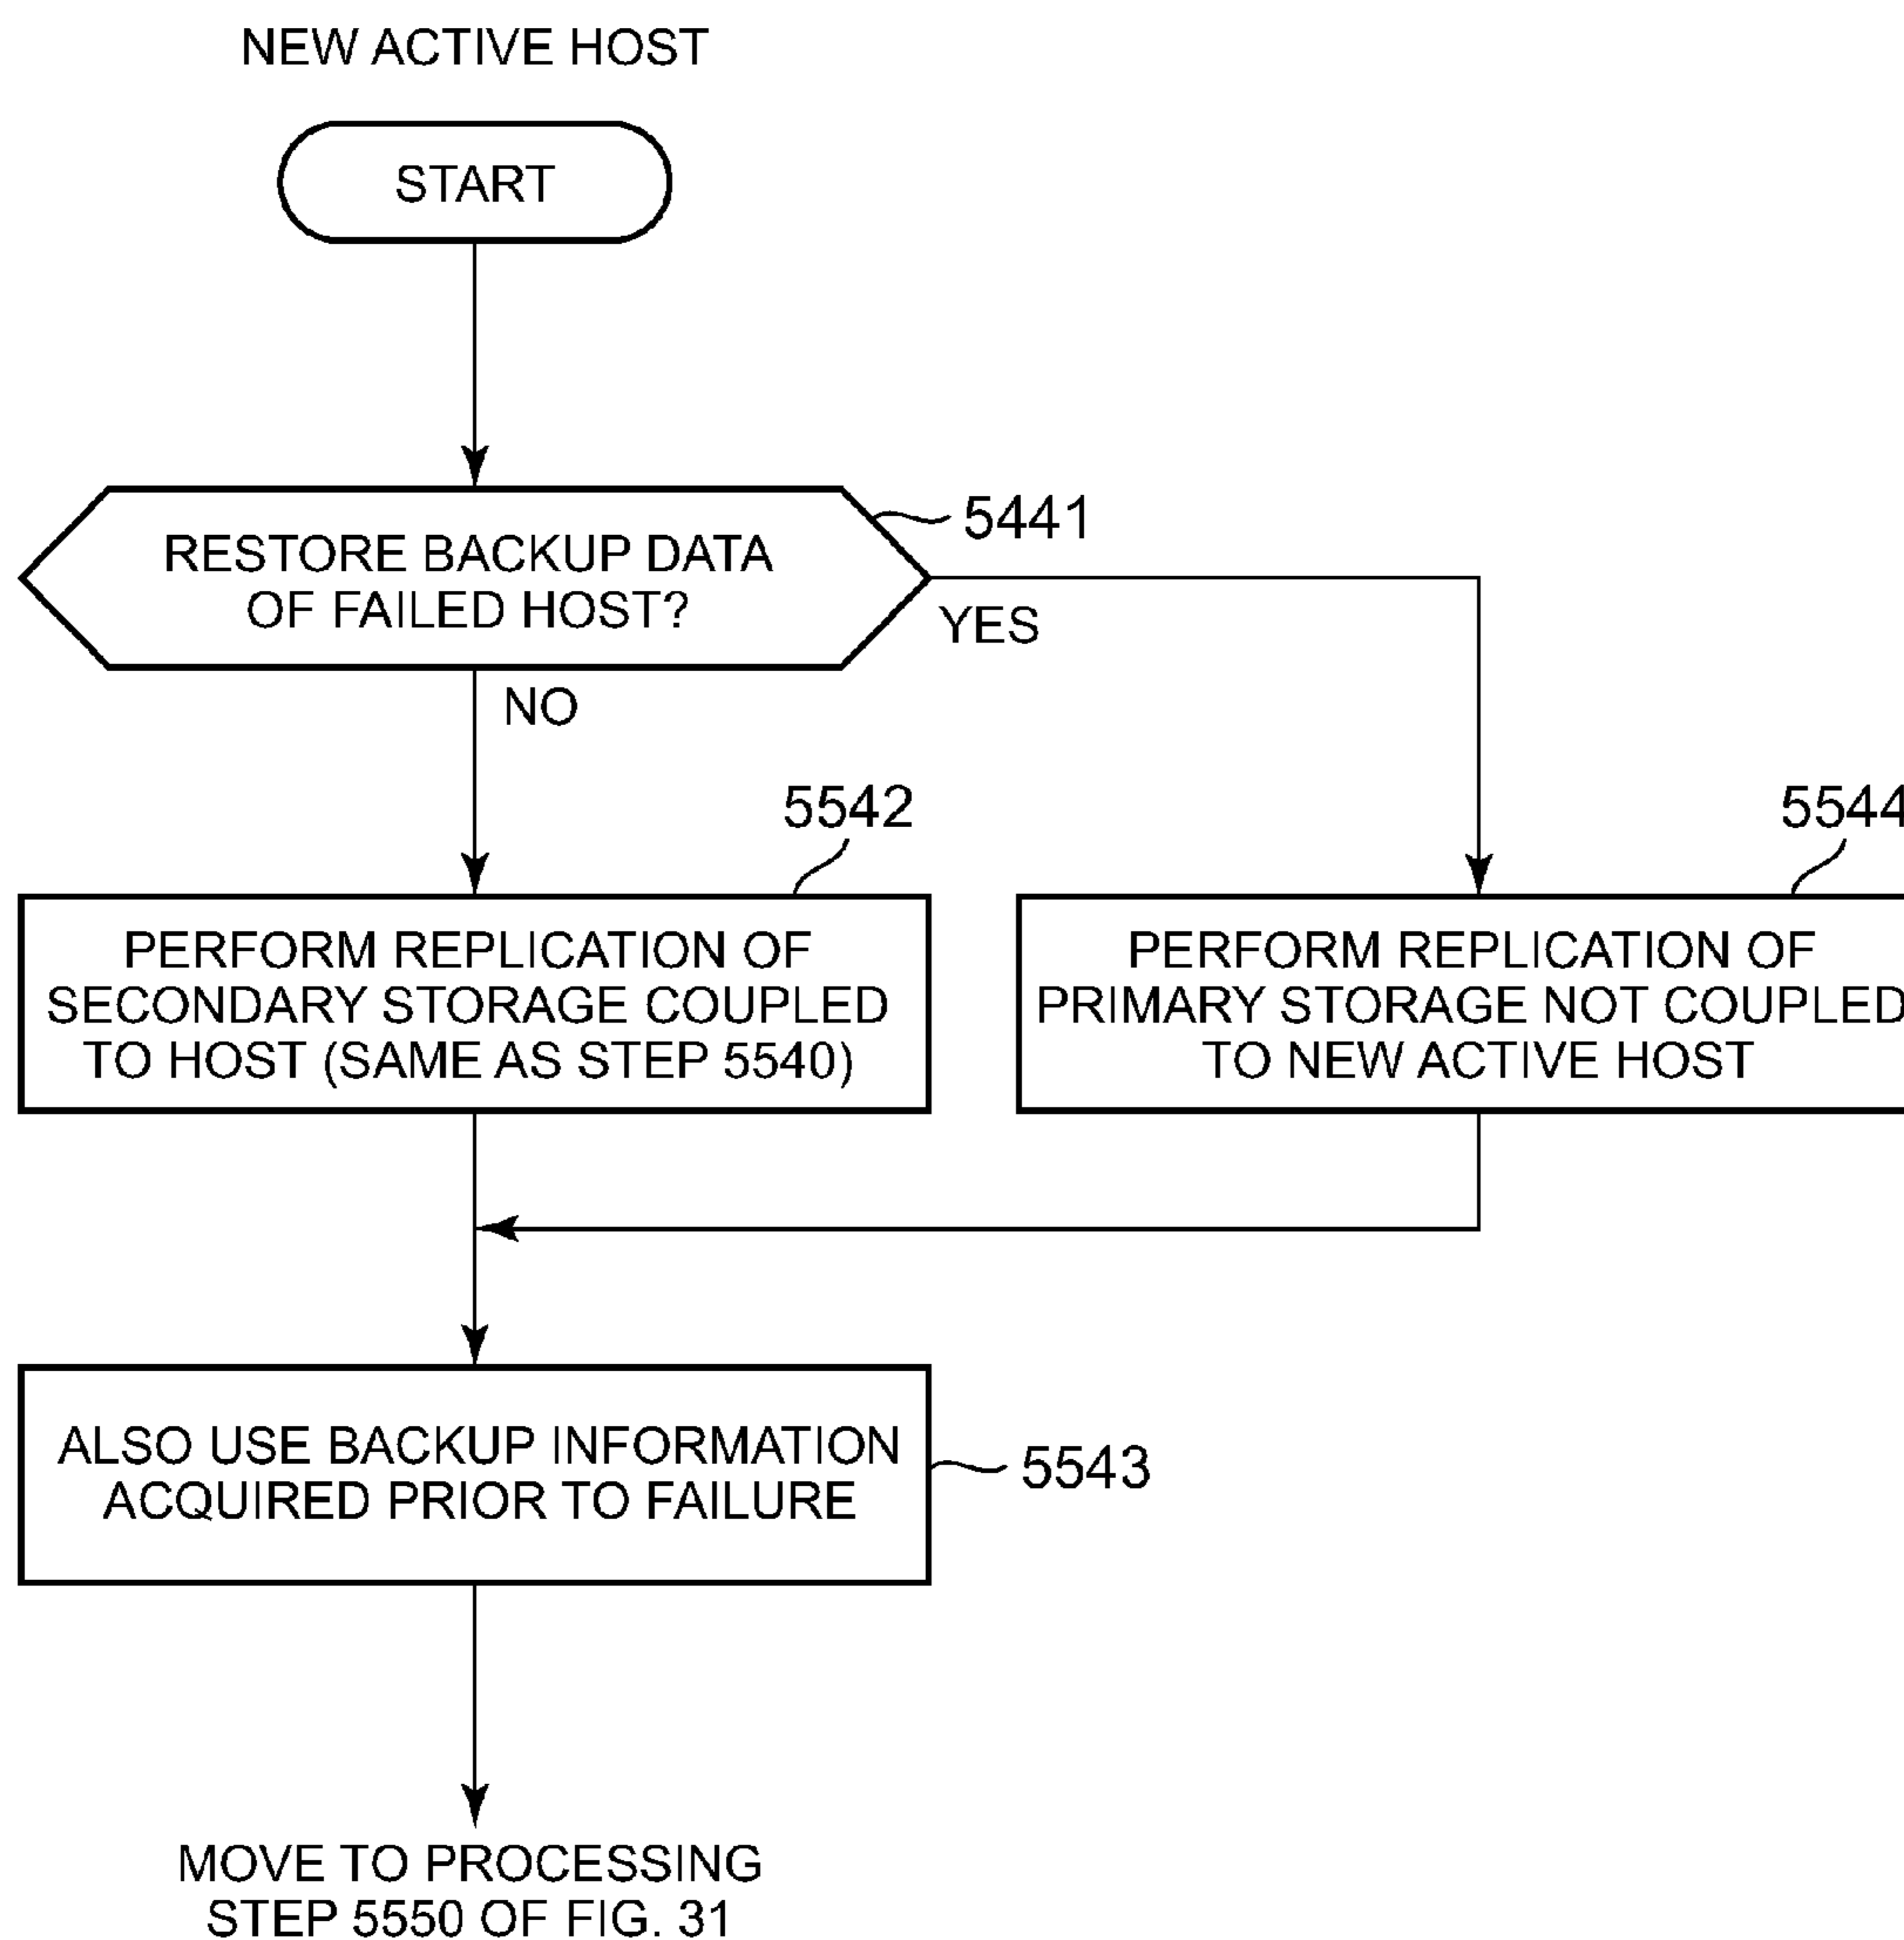 NEW ACTIVE HOST
START
RESTORE BACKUP DATA
OF FAILED HOST?
5441
YES
NO
5542
5544
PERFORM REPLICATION OF
SECONDARY STORAGE COUPLED
TO HOST (SAME AS STEP 5540)
PERFORM REPLICATION OF
PRIMARY STORAGE NOT COUPLED
TO NEW ACTIVE HOST
ALSO USE BACKUP INFORMATION
ACQUIRED PRIOR TO FAILURE
5543
MOVE TO PROCESSING
STEP 5550 OF FIG. 31